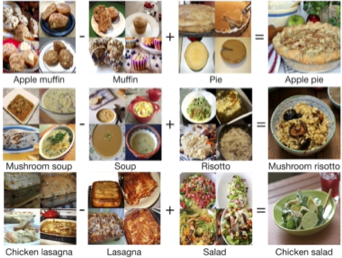 - + =
Apple muffin Muffin Pie Apple pie
- + =
Mushroom soup Soup Risotto Mushroom risotto
- + =
Chicken lasagna Lasagna Salad Chicken salad